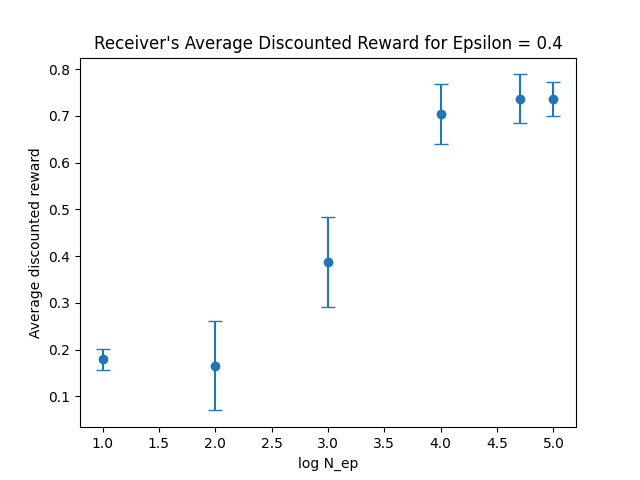 Receiver's Average Discounted Reward for Epsilon = 0.4
Average discounted reward
0.8
0.7
0.6
0.5
0.4
0.3
0.2
0.1
1.0 1.5 2.0 2.5 3.0 3.5 4.0 4.5 5.0
log N_ep